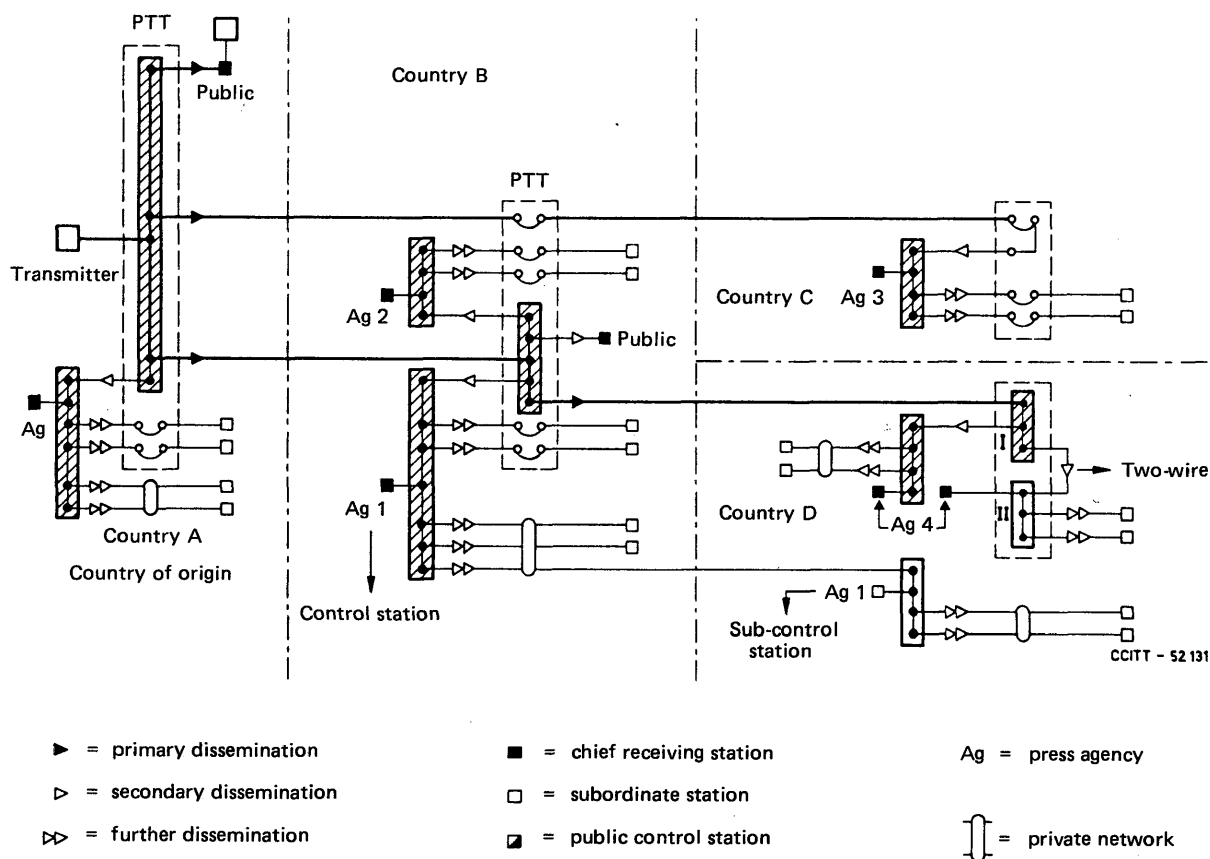 PTT
Public
Country B
PTT
Transmitter
Ag 2
Public
Country C
Ag 3
Ag
Ag 1
Country A
Country of origin
Control station
I
Two-wire
Country D
Ag 4
II
Ag 1
Sub-control
station
CCITT - 52 131
= primary dissemination
= secondary dissemination
= further dissemination
= chief receiving station
= subordinate station
= public control station
Ag = press agency
= private network